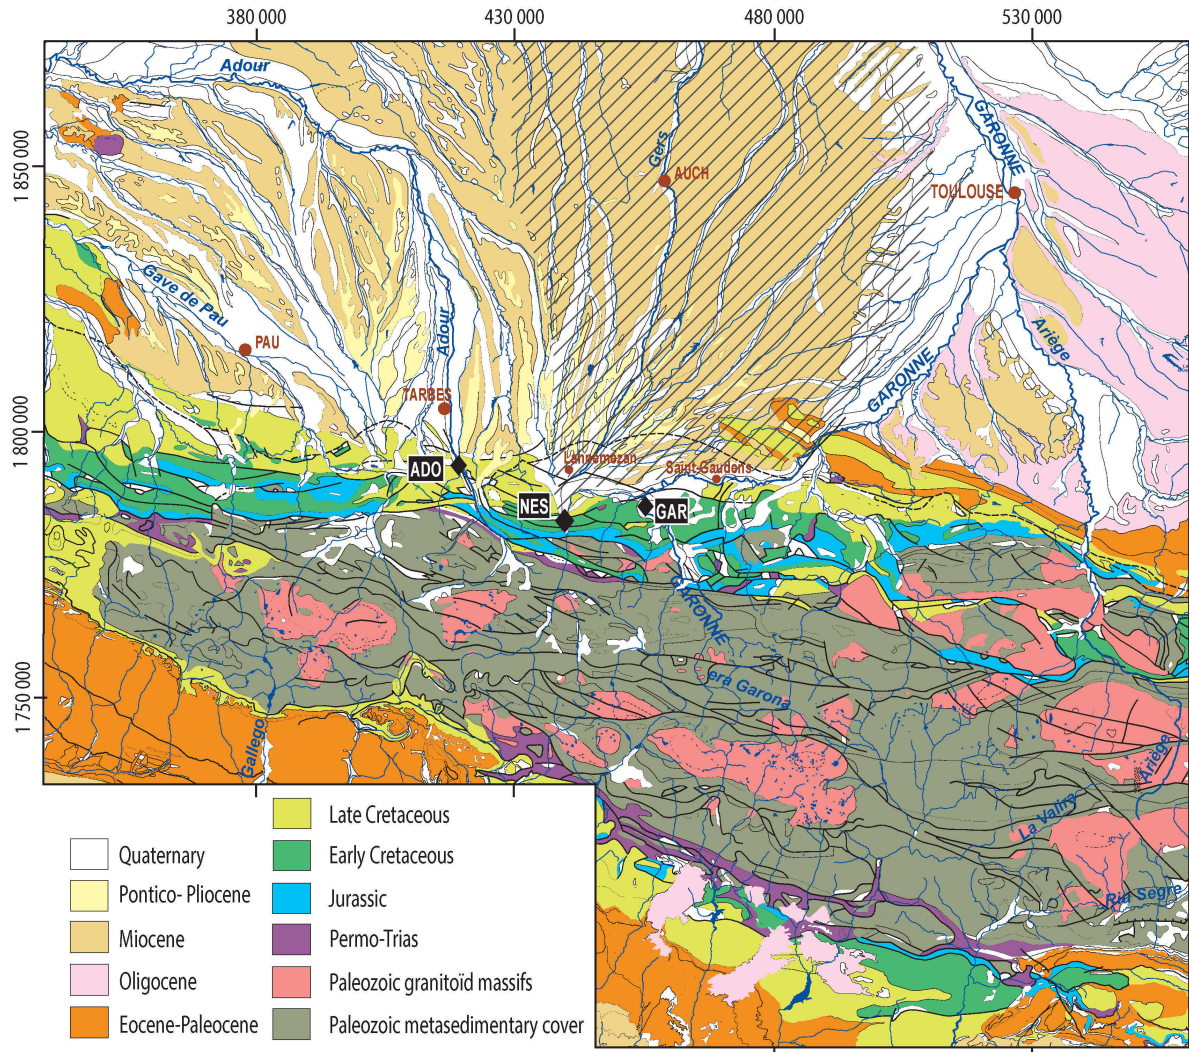 380 000
430 000
480 000
530 000
1 850 000
1 800 000
1 750 000
Adour
Gers
AUCH
GARONNE
TOULOUSE
Gave de Pau
PAU
Adour
TARBES
Ariège
GARONNE
Lannemezan
Saint-Gaudens
ADO
NES
GAR
GARONNE
era Garona
Gallego
Ariège
La Valira
Riu Segre
Quaternary
Pontico- Pliocene
Miocene
Oligocene
Eocene-Paleocene
Late Cretaceous
Early Cretaceous
Jurassic
Permo-Trias
Paleozoic granitoïd massifs
Paleozoic metasedimentary cover